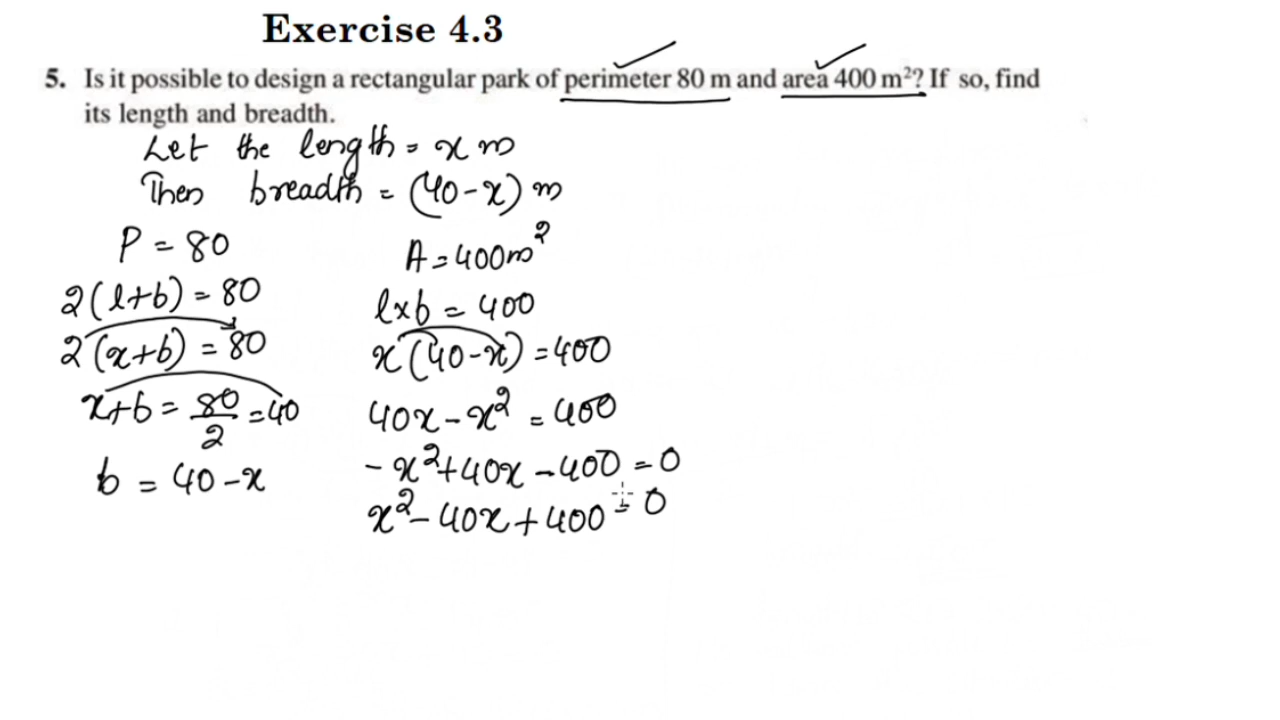 Exercise 4.3
5. Is it possible to design a rectangular park of perimeter 80 m and area 400 m²? If so, find
its length and breadth.
Let the length = x m
Then breadth = (40-x) m
P = 80
2(l+b) = 80
2(x+b) = 80
x+b = 80/2 = 40
b = 40-x
A = 400m²
l×b = 400
x(40-x) = 400
40x - x² = 400
-x²+40x-400=0
x²-40x+400=0